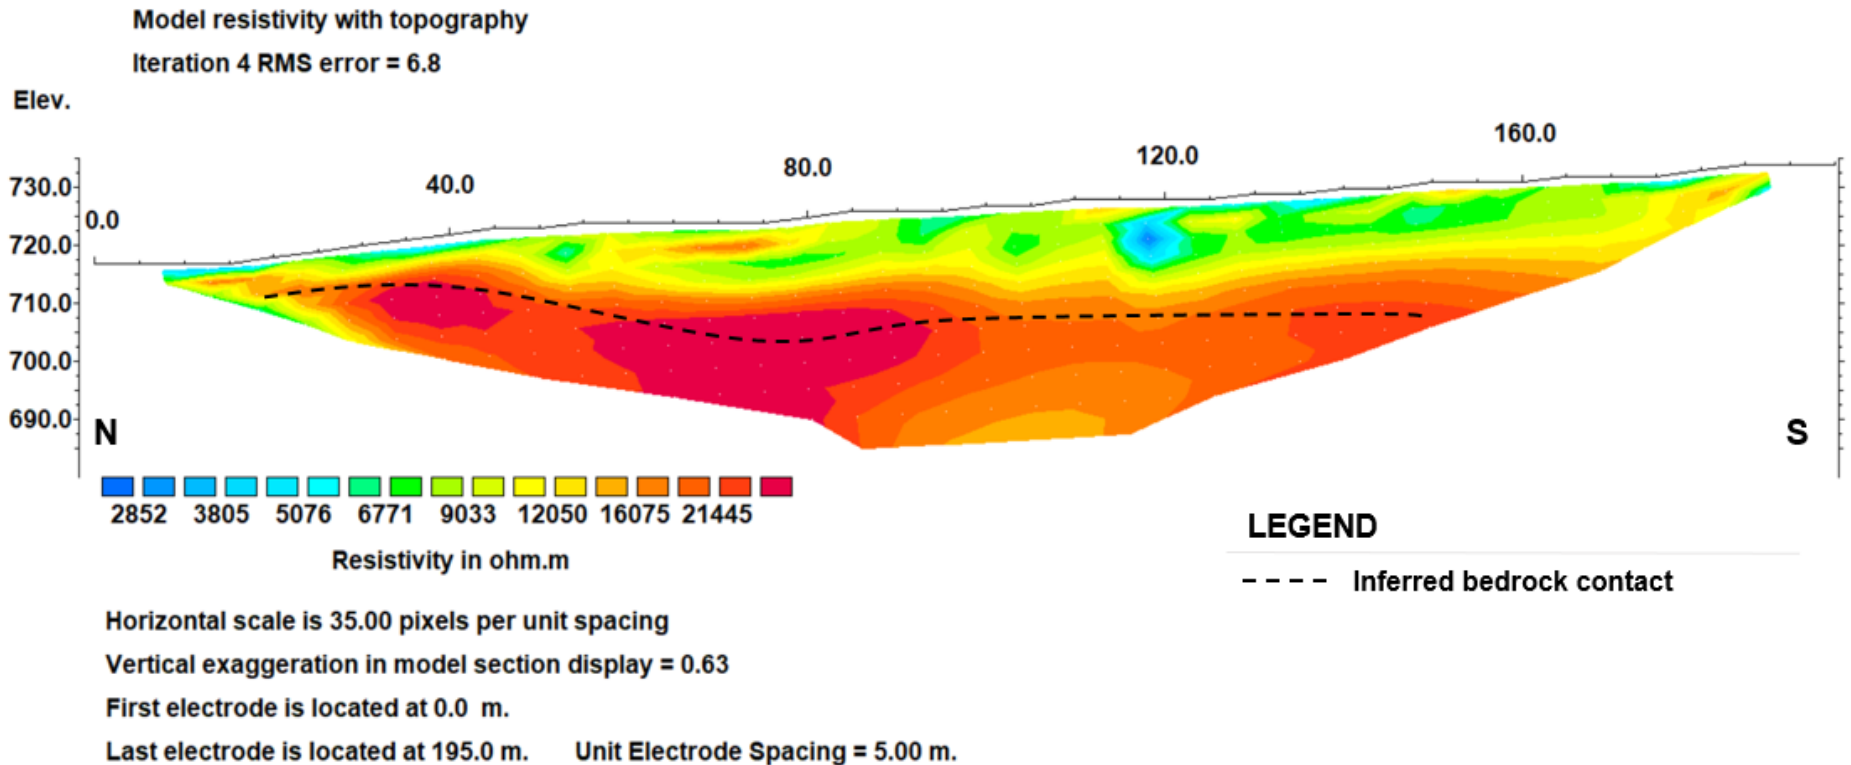 Model resistivity with topography
Iteration 4 RMS error = 6.8
Elev.
160.0
120.0
80.0
40.0
0.0
730.0
720.0
710.0
700.0
690.0
N
S
2852 3805 5076 6771 9033 12050 16075 21445
Resistivity in ohm.m
LEGEND
Inferred bedrock contact
Horizontal scale is 35.00 pixels per unit spacing
Vertical exaggeration in model section display = 0.63
First electrode is located at 0.0 m.
Last electrode is located at 195.0 m. Unit Electrode Spacing = 5.00 m.